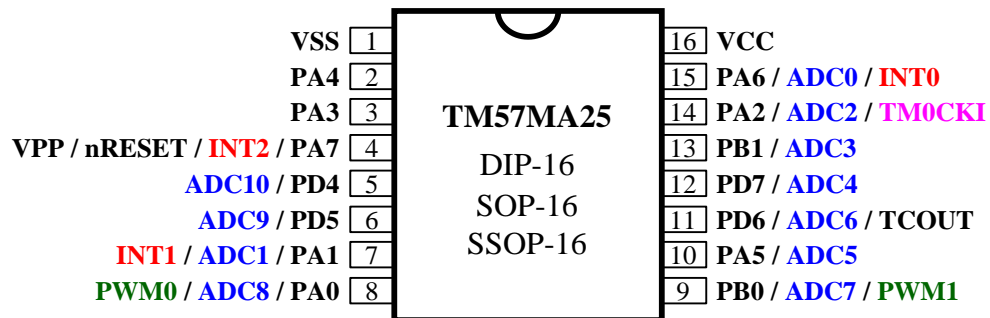 VSS 1
PA4 2
PA3 3
VPP / nRESET / INT2 / PA7 4
ADC10 / PD4 5
ADC9 / PD5 6
INT1 / ADC1 / PA1 7
PWM0 / ADC8 / PA0 8
TM57MA25
DIP-16
SOP-16
SSOP-16
16 VCC
15 PA6 / ADC0 / INT0
14 PA2 / ADC2 / TM0CKI
13 PB1 / ADC3
12 PD7 / ADC4
11 PD6 / ADC6 / TCOUT
10 PA5 / ADC5
9 PB0 / ADC7 / PWM1